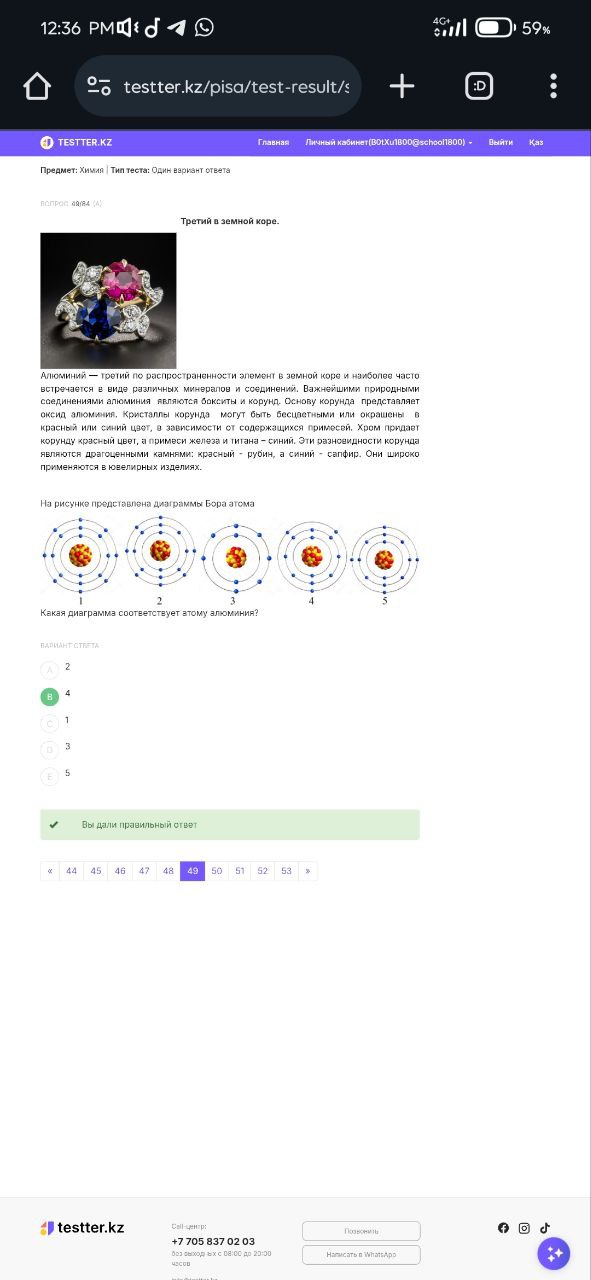 12:36 PM
4G+
59%
testter.kz/pisa/test-result/s
:D
TESTTER.KZ
Главная
Личный кабинет(B0tXu1800@school1800)
Выйти
Қаз
Предмет: Химия | Тип теста: Один вариант ответа
ВОПРОС 49/84 (A)
Третий в земной коре.
Алюминий — третий по распространенности элемент в земной коре и наиболее часто
встречается в виде различных минералов и соединений. Важнейшими природными
соединениями алюминия являются бокситы и корунд. Основу корунда представляет
оксид алюминия. Кристаллы корунда могут быть бесцветными или окрашены в
красный или синий цвет, в зависимости от содержащихся примесей. Хром придает
корунду красный цвет, а примеси железа и титана – синий. Эти разновидности корунда
являются драгоценными камнями: красный - рубин, а синий - сапфир. Они широко
применяются в ювелирных изделиях.
На рисунке представлена диаграммы Бора атома
1 2 3 4 5
Какая диаграмма соответствует атому алюминия?
ВАРИАНТ ОТВЕТА
A 2
B 4
C 1
D 3
E 5
Вы дали правильный ответ
« 44 45 46 47 48 49 50 51 52 53 »
testter.kz
Call-центр:
+7 705 837 02 03
без выходных с 08:00 до 20:00
часов
Позвонить
Написать в WhatsApp